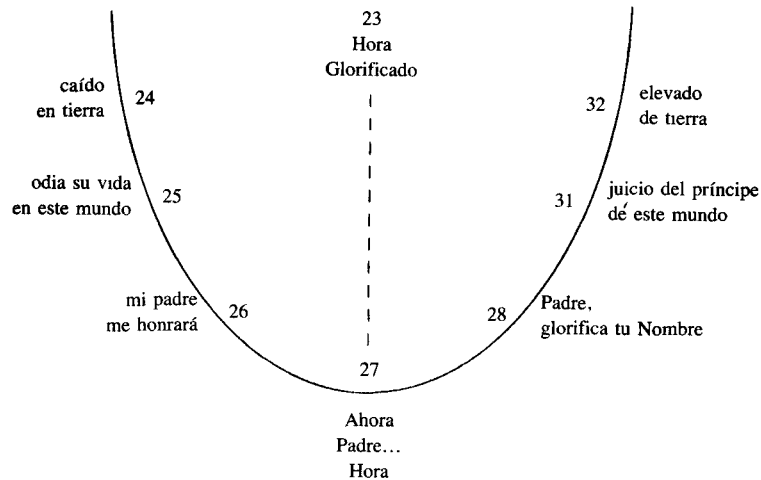 23
Hora
Glorificado
caído
en tierra
24
32
elevado
de tierra
odia su vida
en este mundo
25
31
juicio del príncipe
de este mundo
mi padre
me honrará
26
28
Padre,
glorifica tu Nombre
27
Ahora
Padre...
Hora